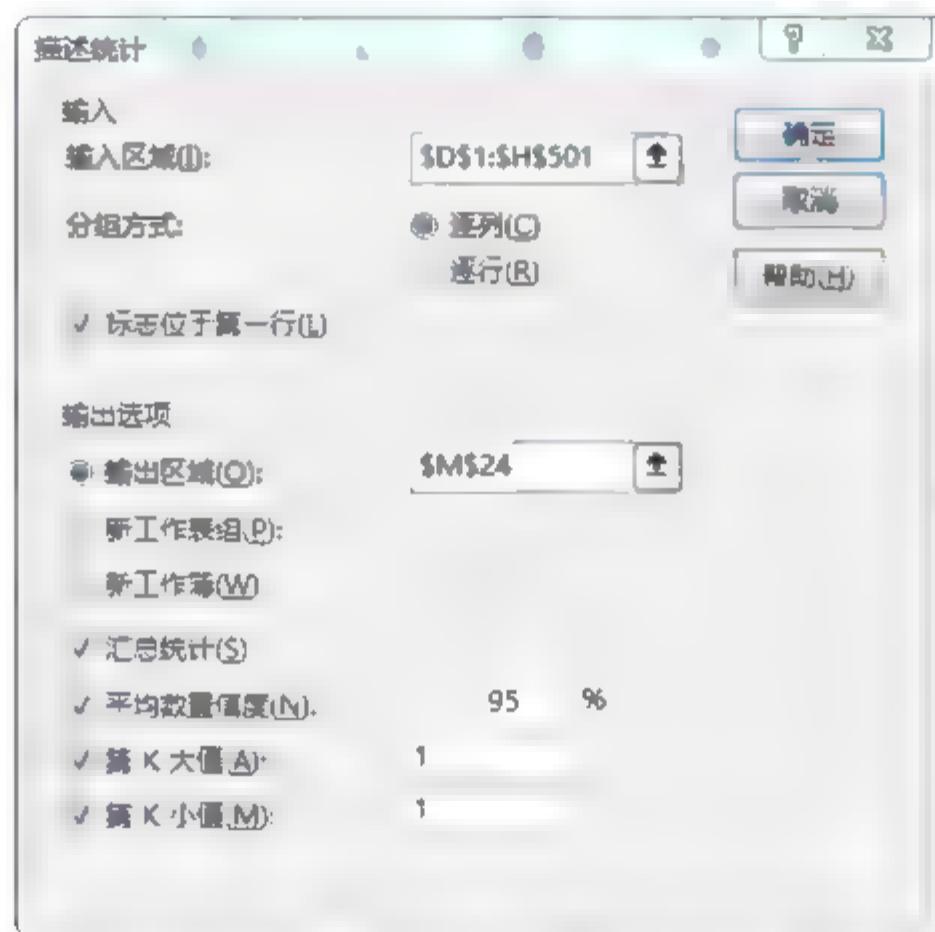 描述统计
输入
输入区域(I): $D$1:$H$501
确定
取消
分组方式: 逐列(C)
逐行(R)
帮助(H)
标志位于第一行(L)
输出选项
输出区域(O): $M$24
新工作表组(P):
新工作簿(W)
汇总统计(S)
平均数置信度(N): 95 %
第 K 大值(A): 1
第 K 小值(M): 1